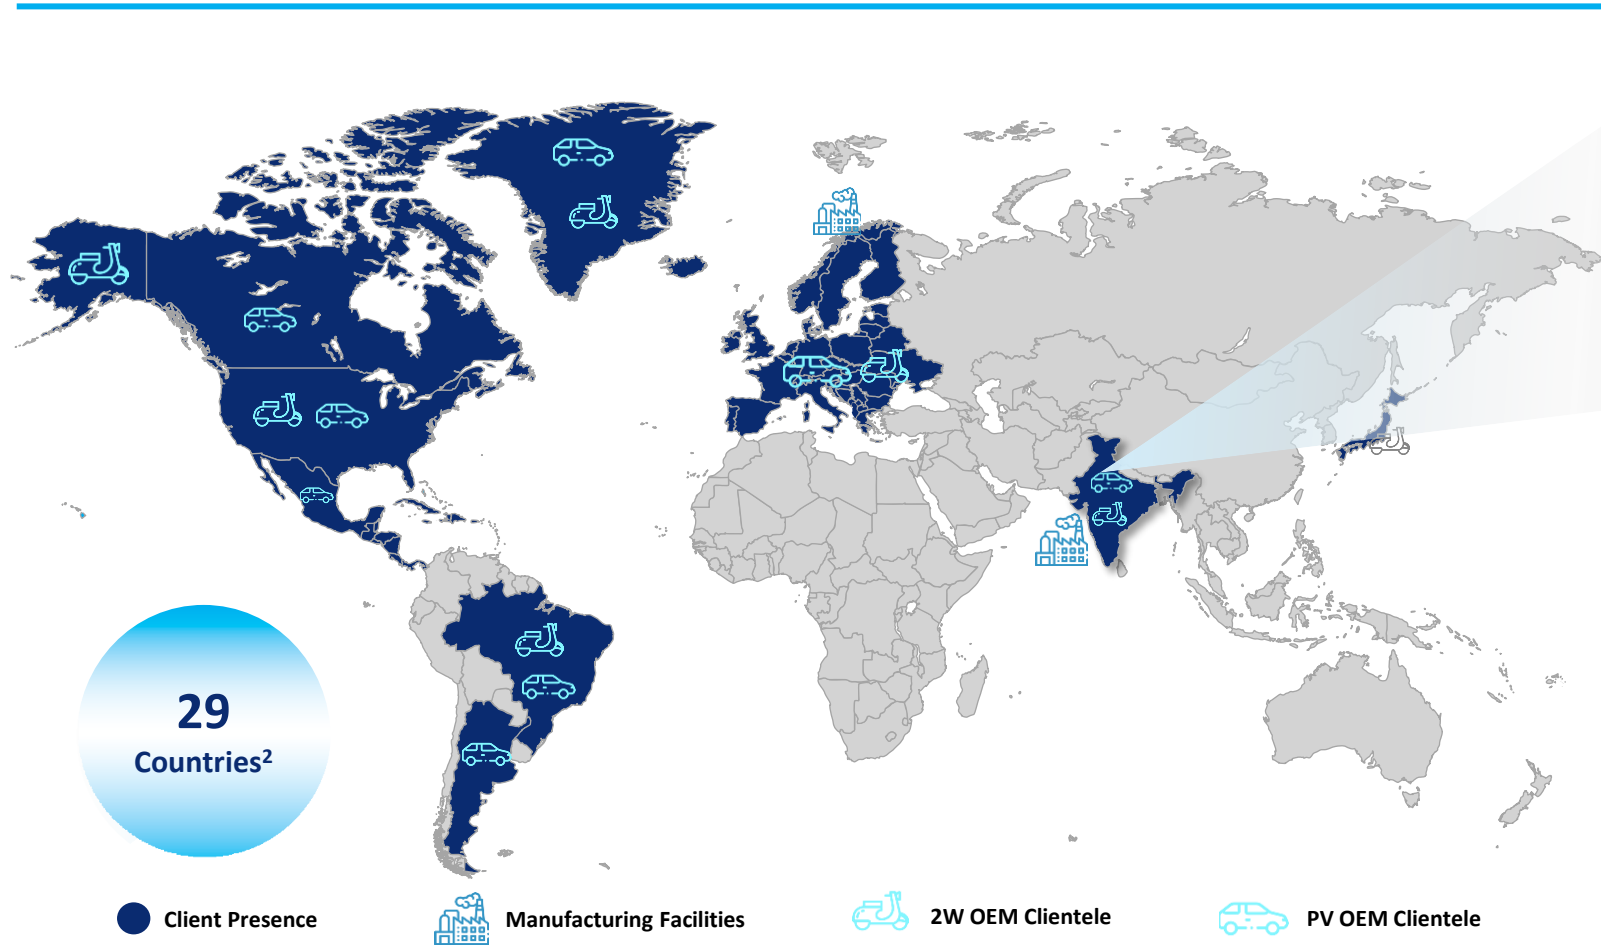 29
Countries²
Client Presence
Manufacturing Facilities
2W OEM Clientele
PV OEM Clientele